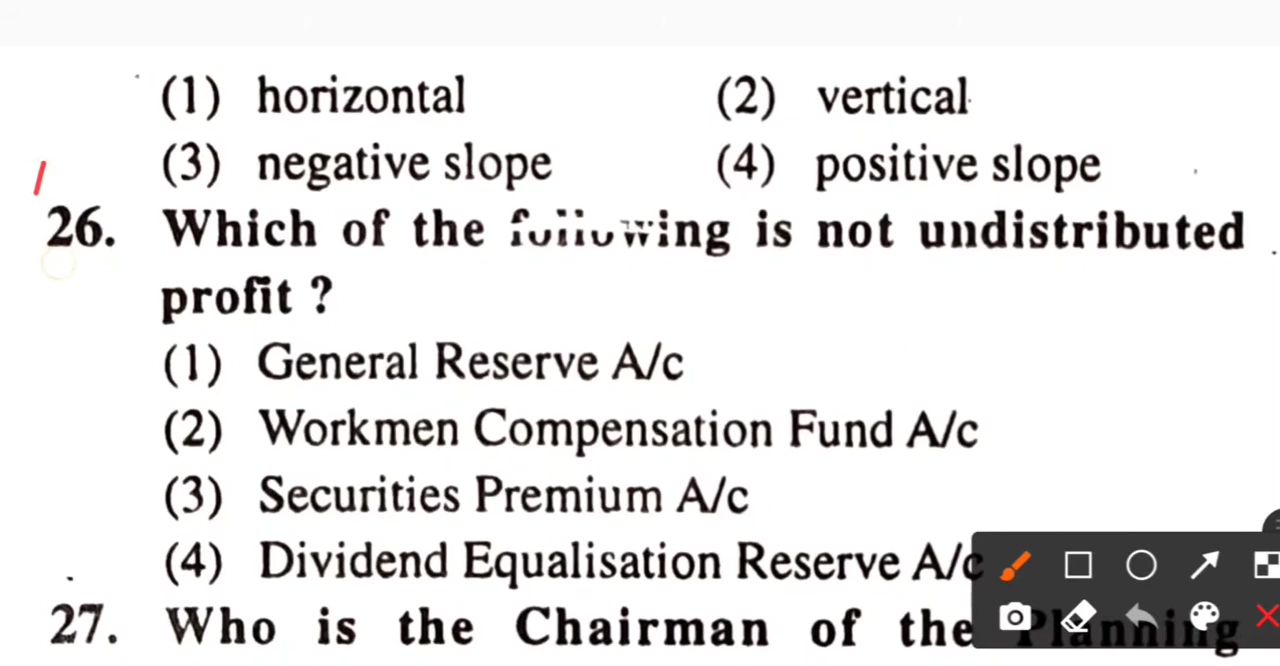 (1) horizontal (2) vertical
(3) negative slope (4) positive slope
26. Which of the following is not undistributed
profit ?
(1) General Reserve A/c
(2) Workmen Compensation Fund A/c
(3) Securities Premium A/c
(4) Dividend Equalisation Reserve A/c
27. Who is the Chairman of the Planning